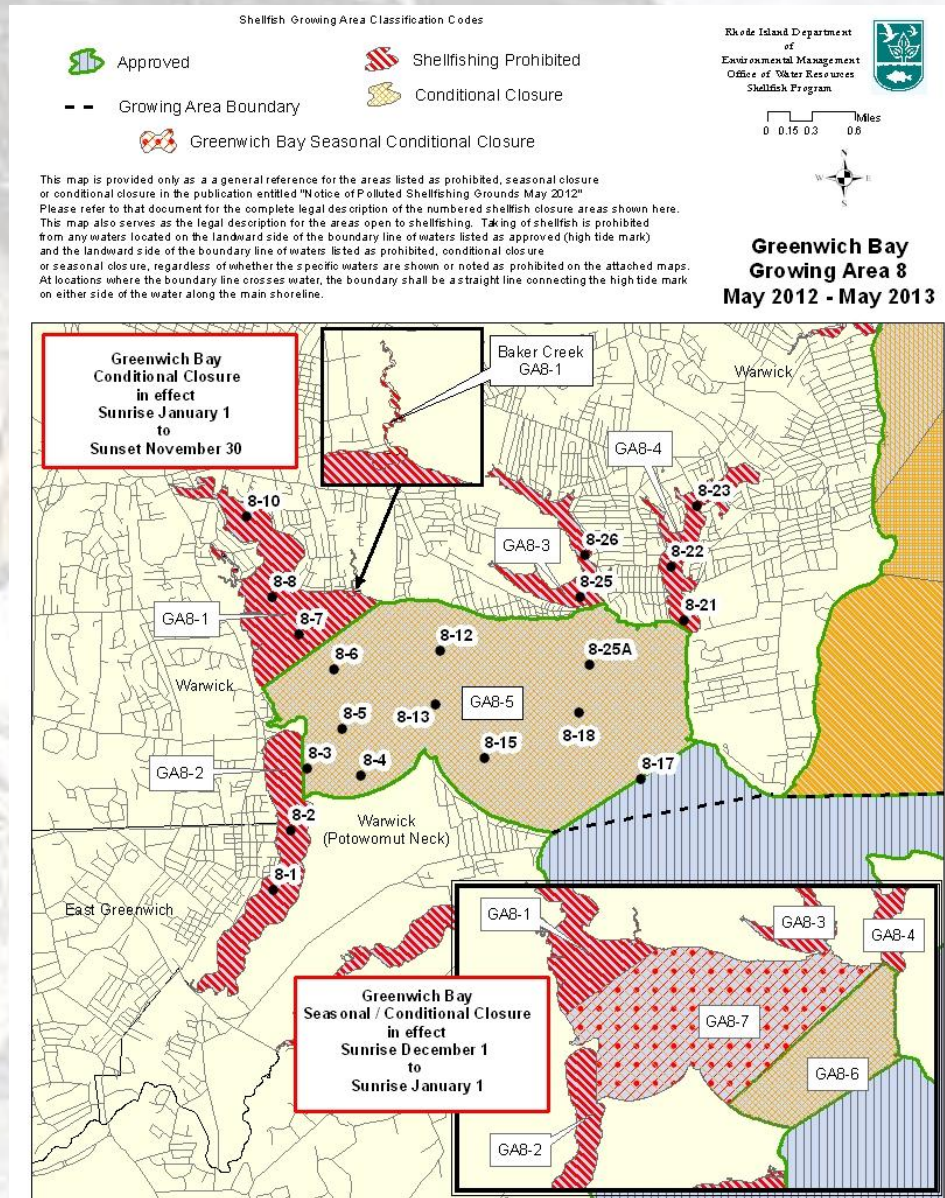 Shellfish Growing Area Classification Codes
Approved
Shellfishing Prohibited
Growing Area Boundary
Conditional Closure
Greenwich Bay Seasonal Conditional Closure
Rhode Island Department
of
Environmental Management
Office of Water Resources
Shellfish Program
Miles
0 0.15 0.3 0.6
W E
This map is provided only as a a general reference for the areas listed as prohibited, seasonal closure
or conditional closure in the publication entitled "Notice of Polluted Shellfishing Grounds May 2012"
Please refer to that document for the complete legal description of the numbered shellfish closure areas shown here.
This map also serves as the legal description for the areas open to shellfishing. Taking of shellfish is prohibited
from any waters located on the landward side of the boundary line of waters listed as approved (high tide mark)
and the landward side of the boundary line of waters listed as prohibited, conditional closure
or seasonal closure, regardless of whether the specific waters are shown or noted as prohibited on the attached maps.
At locations where the boundary line crosses water, the boundary shall be a straight line connecting the high tide mark
on either side of the water along the main shoreline.
Greenwich Bay
Growing Area 8
May 2012 - May 2013
Greenwich Bay
Conditional Closure
in effect
Sunrise January 1
to
Sunset November 30
Baker Creek
GA8-1
Warwick
GA8-4
8-10
8-23
GA8-3
8-26
8-22
8-8
8-25
GA8-1
8-7
8-21
8-12
8-6
8-25A
Warwick
GA8-5
8-13
8-5
8-18
8-15
8-3
8-4
8-17
GA8-2
8-2
Warwick
(Potowomut Neck)
8-1
East Greenwich
GA8-1
GA8-3
GA8-4
GA8-7
GA8-6
GA8-2
Greenwich Bay
Seasonal / Conditional Closure
in effect
Sunrise December 1
to
Sunrise January 1